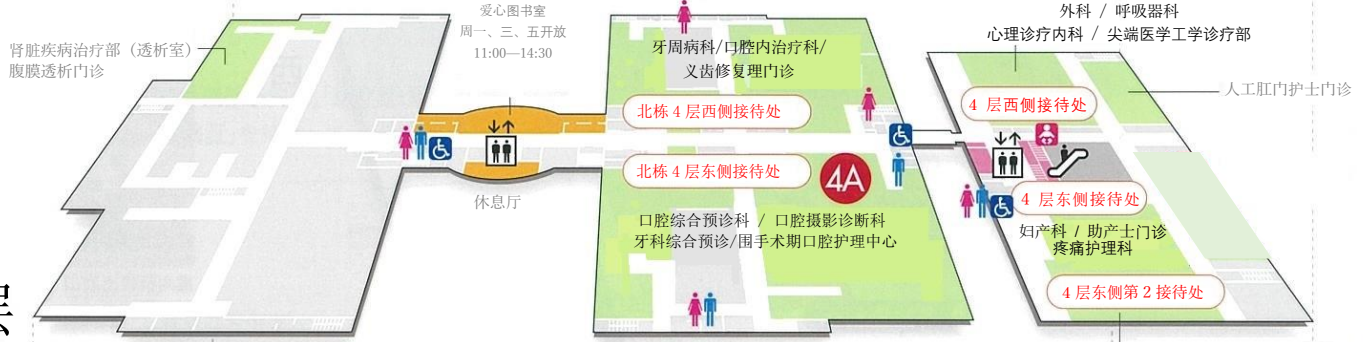 爱心图书室
周一、三、五开放
11:00—14:30
肾脏疾病治疗部（透析室）
腹膜透析门诊
休息厅
牙周病科/口腔内治疗科/
义齿修复理门诊
北栋 4 层西侧接待处
北栋 4 层东侧接待处
4A
口腔综合预诊科 / 口腔摄影诊断科
牙科综合预诊/围手术期口腔护理中心
外科 / 呼吸器科
心理诊疗内科 / 尖端医学工学诊疗部
人工肛门护士门诊
4 层西侧接待处
4 层东侧接待处
妇产科 / 助产士门诊
疼痛护理科
4 层东侧第 2 接待处